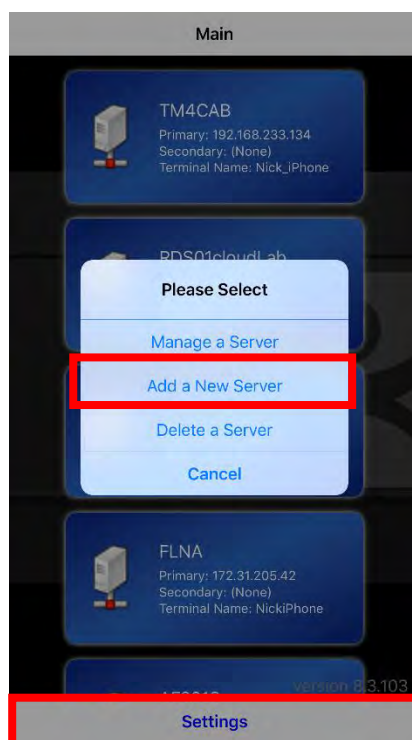 Main
TM4CAB
Primary: 192.168.233.134
Secondary: (None)
Terminal Name: Nick_iPhone
RDS01cloudLab
Please Select
Manage a Server
Add a New Server
Delete a Server
Cancel
FLNA
Primary: 172.31.205.42
Secondary: (None)
Terminal Name: NickiPhone
version 8.3.103
Settings